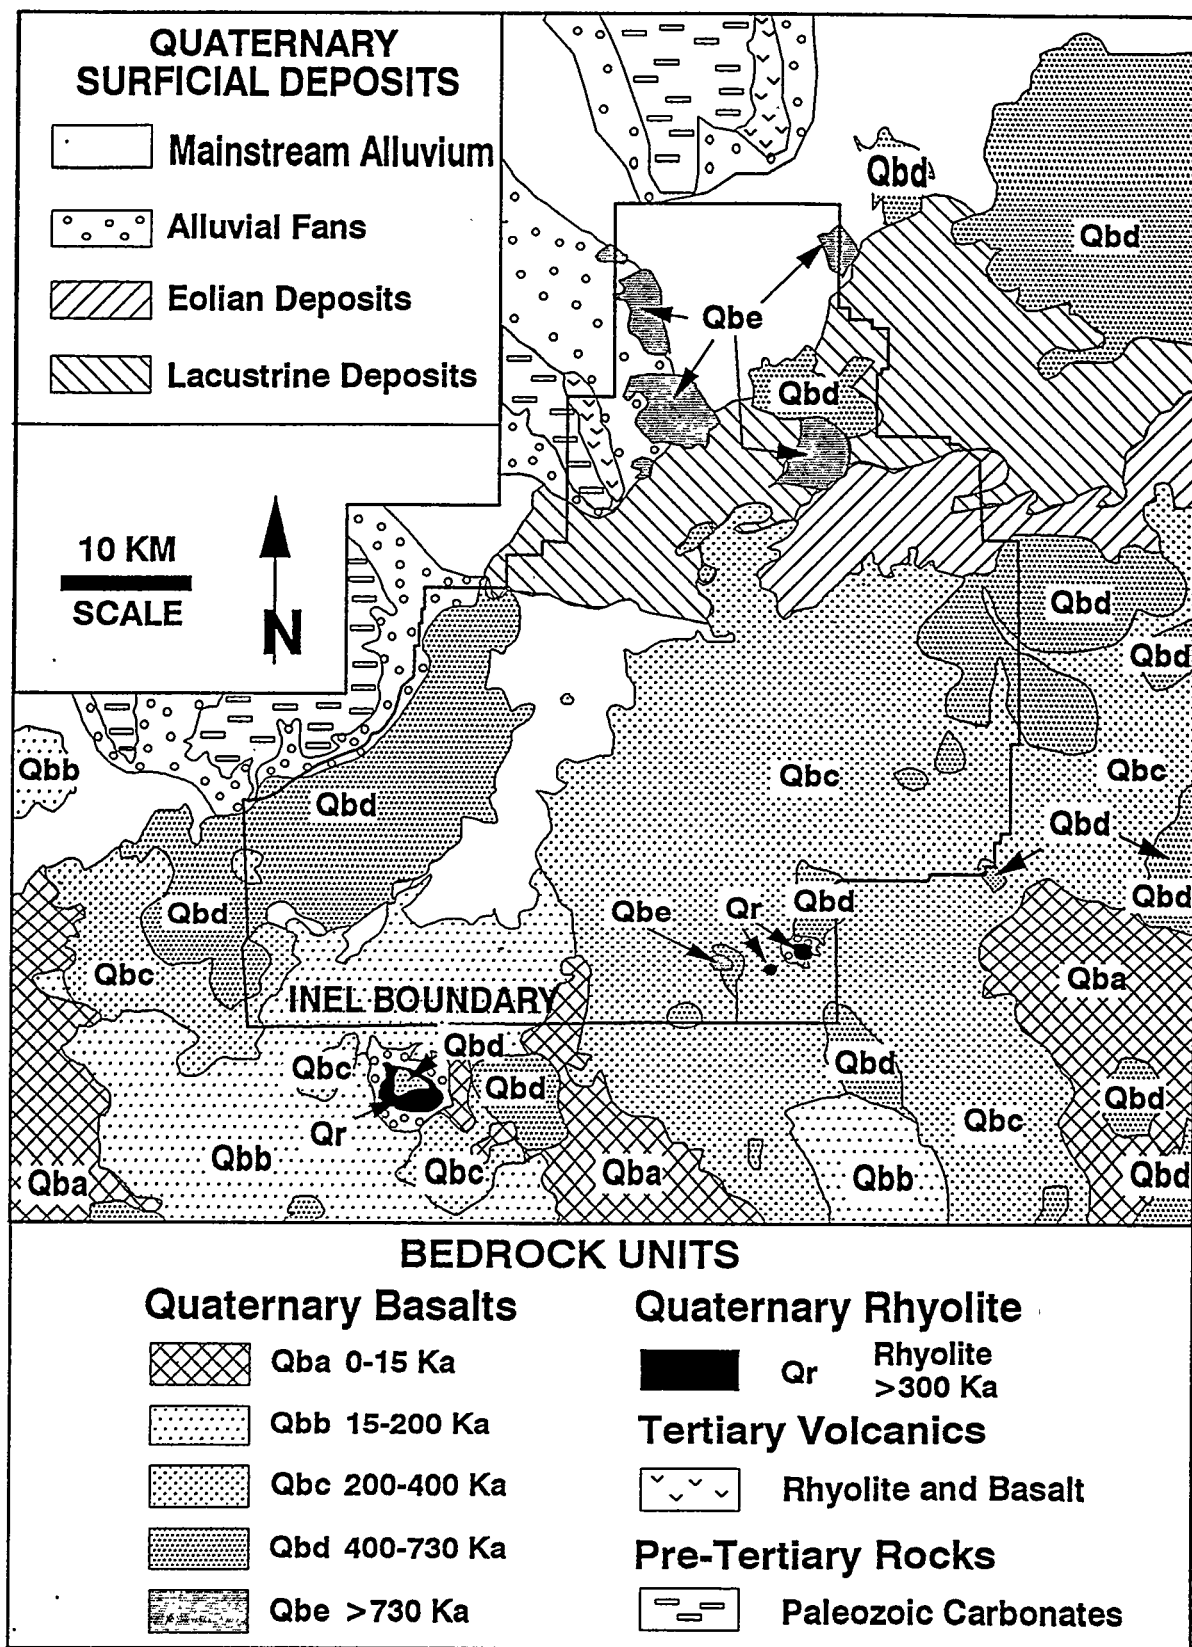 QUATERNARY
SURFICIAL DEPOSITS
Mainstream Alluvium
Alluvial Fans
Eolian Deposits
Lacustrine Deposits
10 KM
SCALE
N
Qbd
Qbd
Qbe
Qbd
Qbd
Qbd
Qbb
Qbd
Qbc
Qbc
Qbd
Qbd
Qbe
Qr
Qbd
Qbd
Qbc
Qba
INEL BOUNDARY
Qbd
Qbc
Qbd
Qbd
Qbd
Qr
Qbc
Qbb
Qbc
Qba
Qba
Qbb
Qbd
BEDROCK UNITS
Quaternary Basalts
Qba 0-15 Ka
Qbb 15-200 Ka
Qbc 200-400 Ka
Qbd 400-730 Ka
Qbe >730 Ka
Quaternary Rhyolite
Qr Rhyolite
>300 Ka
Tertiary Volcanics
Rhyolite and Basalt
Pre-Tertiary Rocks
Paleozoic Carbonates